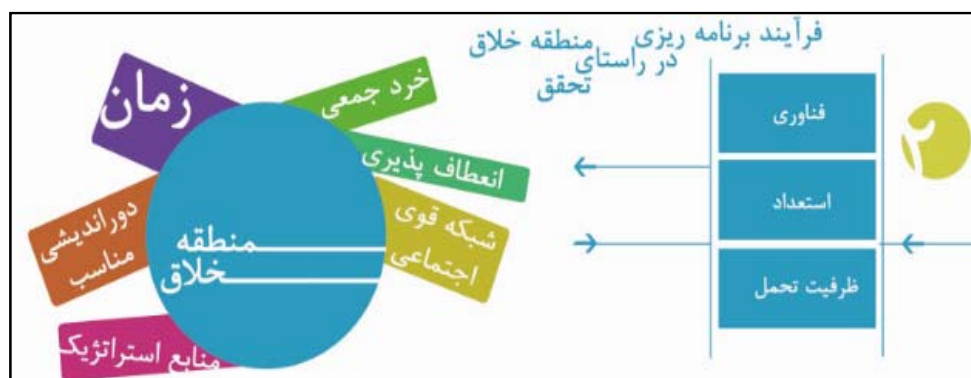 فرآیند برنامه ریزی
در راستای
تحقق
منطقه خلاق
۲
فناوری
استعداد
ظرفیت تحمل
خرد جمعی
انعطاف پذیری
شبکه قوی
اجتماعی
زمان
دوراندیشی
مناسب
منابع استراتژیک
منطقه
خلاق